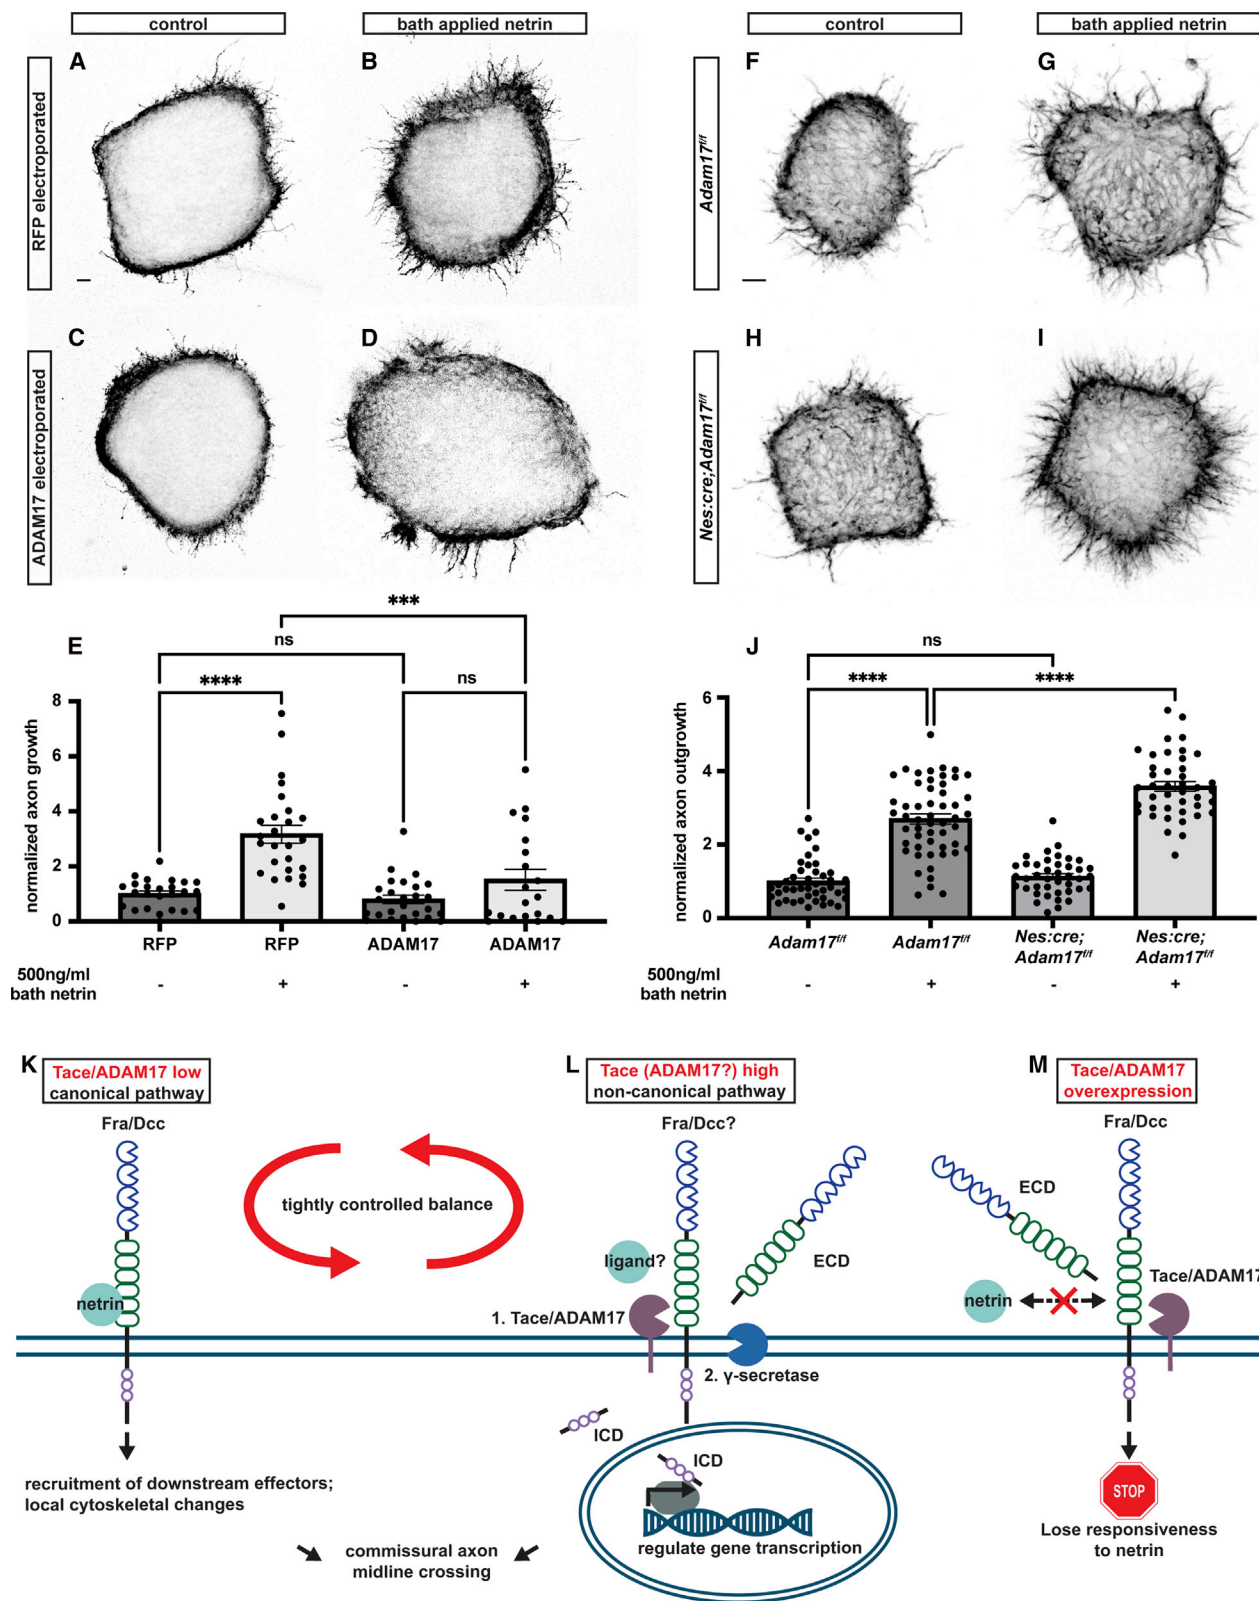 control
bath applied netrin
control
bath applied netrin
RFP electroporated
A
B
Adam17f/f
F
G
ADAM17 electroporated
C
D
Nes:cre;Adam17f/f
H
I
E
***
ns
****
ns
normalized axon growth
8
6
4
2
0
RFP
RFP
ADAM17
ADAM17
500ng/ml
bath netrin
-
+
-
+
J
ns
****
****
normalized axon outgrowth
6
4
2
0
Adam17f/f
Adam17f/f
Nes:cre;
Adam17f/f
Nes:cre;
Adam17f/f
500ng/ml
bath netrin
-
+
-
+
K
Tace/ADAM17 low
canonical pathway
Fra/Dcc
netrin
recruitment of downstream effectors;
local cytoskeletal changes
tightly controlled balance
commissural axon
midline crossing
L
Tace (ADAM17?) high
non-canonical pathway
Fra/Dcc?
ligand?
ECD
1. Tace/ADAM17
2. γ-secretase
ICD
ICD
regulate gene transcription
M
Tace/ADAM17
overexpression
Fra/Dcc
ECD
Tace/ADAM17
netrin
STOP
Lose responsiveness
to netrin